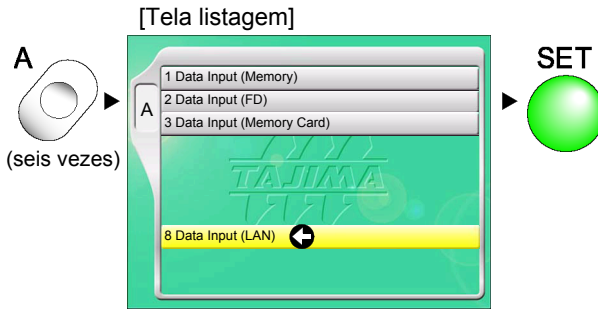 [Tela listagem]
A
(seis vezes)
A
1 Data Input (Memory)
2 Data Input (FD)
3 Data Input (Memory Card)
TAJIMA
8 Data Input (LAN)
SET